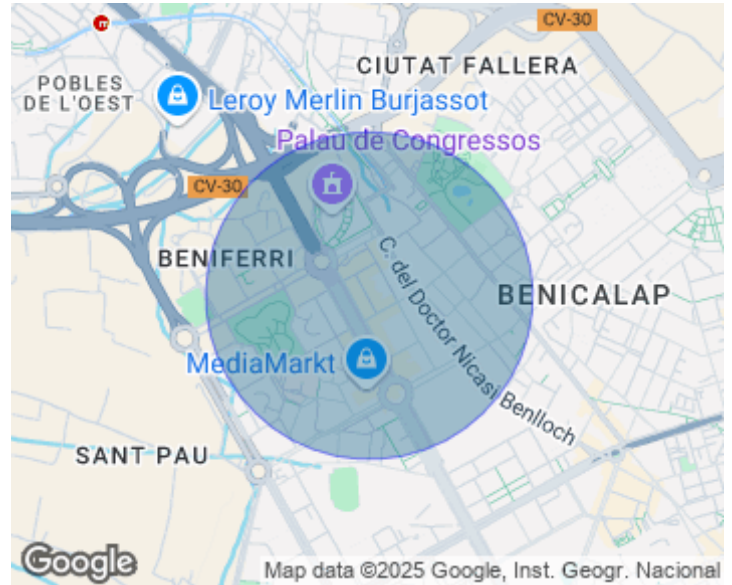 CV-30
CIUTAT FALLERA
POBLES
DE L'OEST
Leroy Merlin Burjassot
Palau de Congressos
CV-30
BENIFERRI
C. del Doctor Nicasi Benlloch
BENICALAP
MediaMarkt
SANT PAU
Google
Map data ©2025 Google, Inst. Geogr. Nacional